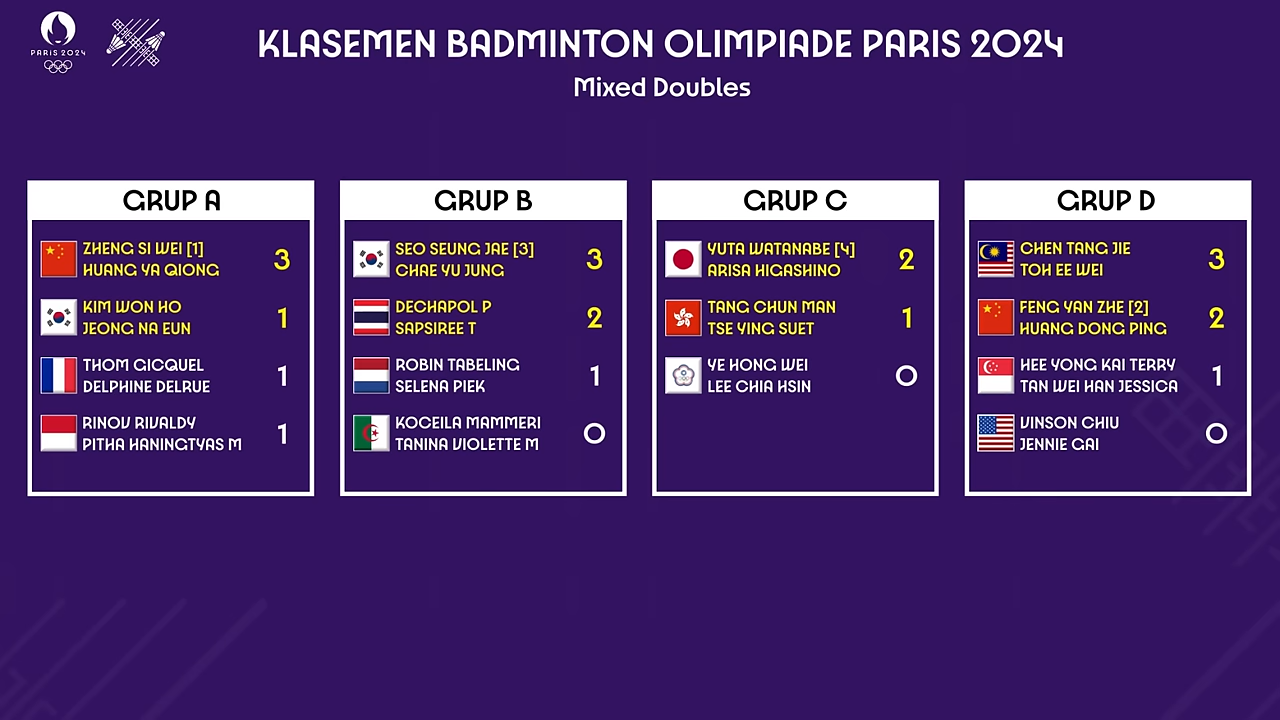 PARIS 2024
KLASEMEN BADMINTON OLIMPIADE PARIS 2024
Mixed Doubles
GRUP A
ZHENG SI WEI [1]
HUANG YA QIONG
3
KIM WON HO
JEONG NA EUN
1
THOM GICQUEL
DELPHINE DELRUE
1
RINOV RIVALDY
PITHA HANINGTYAS M
1
GRUP B
SEO SEUNG JAE [3]
CHAE YU JUNG
3
DECHAPOL P
SAPSIREE T
2
ROBIN TABELING
SELENA PIEK
1
KOCEILA MAMMERI
TANINA VIOLETTE M
0
GRUP C
YUTA WATANABE [4]
ARISA HIGASHINO
2
TANG CHUN MAN
TSE YING SUET
1
YE HONG WEI
LEE CHIA HSIN
0
GRUP D
CHEN TANG JIE
TOH EE WEI
3
FENG YAN ZHE [2]
HUANG DONG PING
2
HEE YONG KAI TERRY
TAN WEI HAN JESSICA
1
VINSON CHIU
JENNIE GAI
0